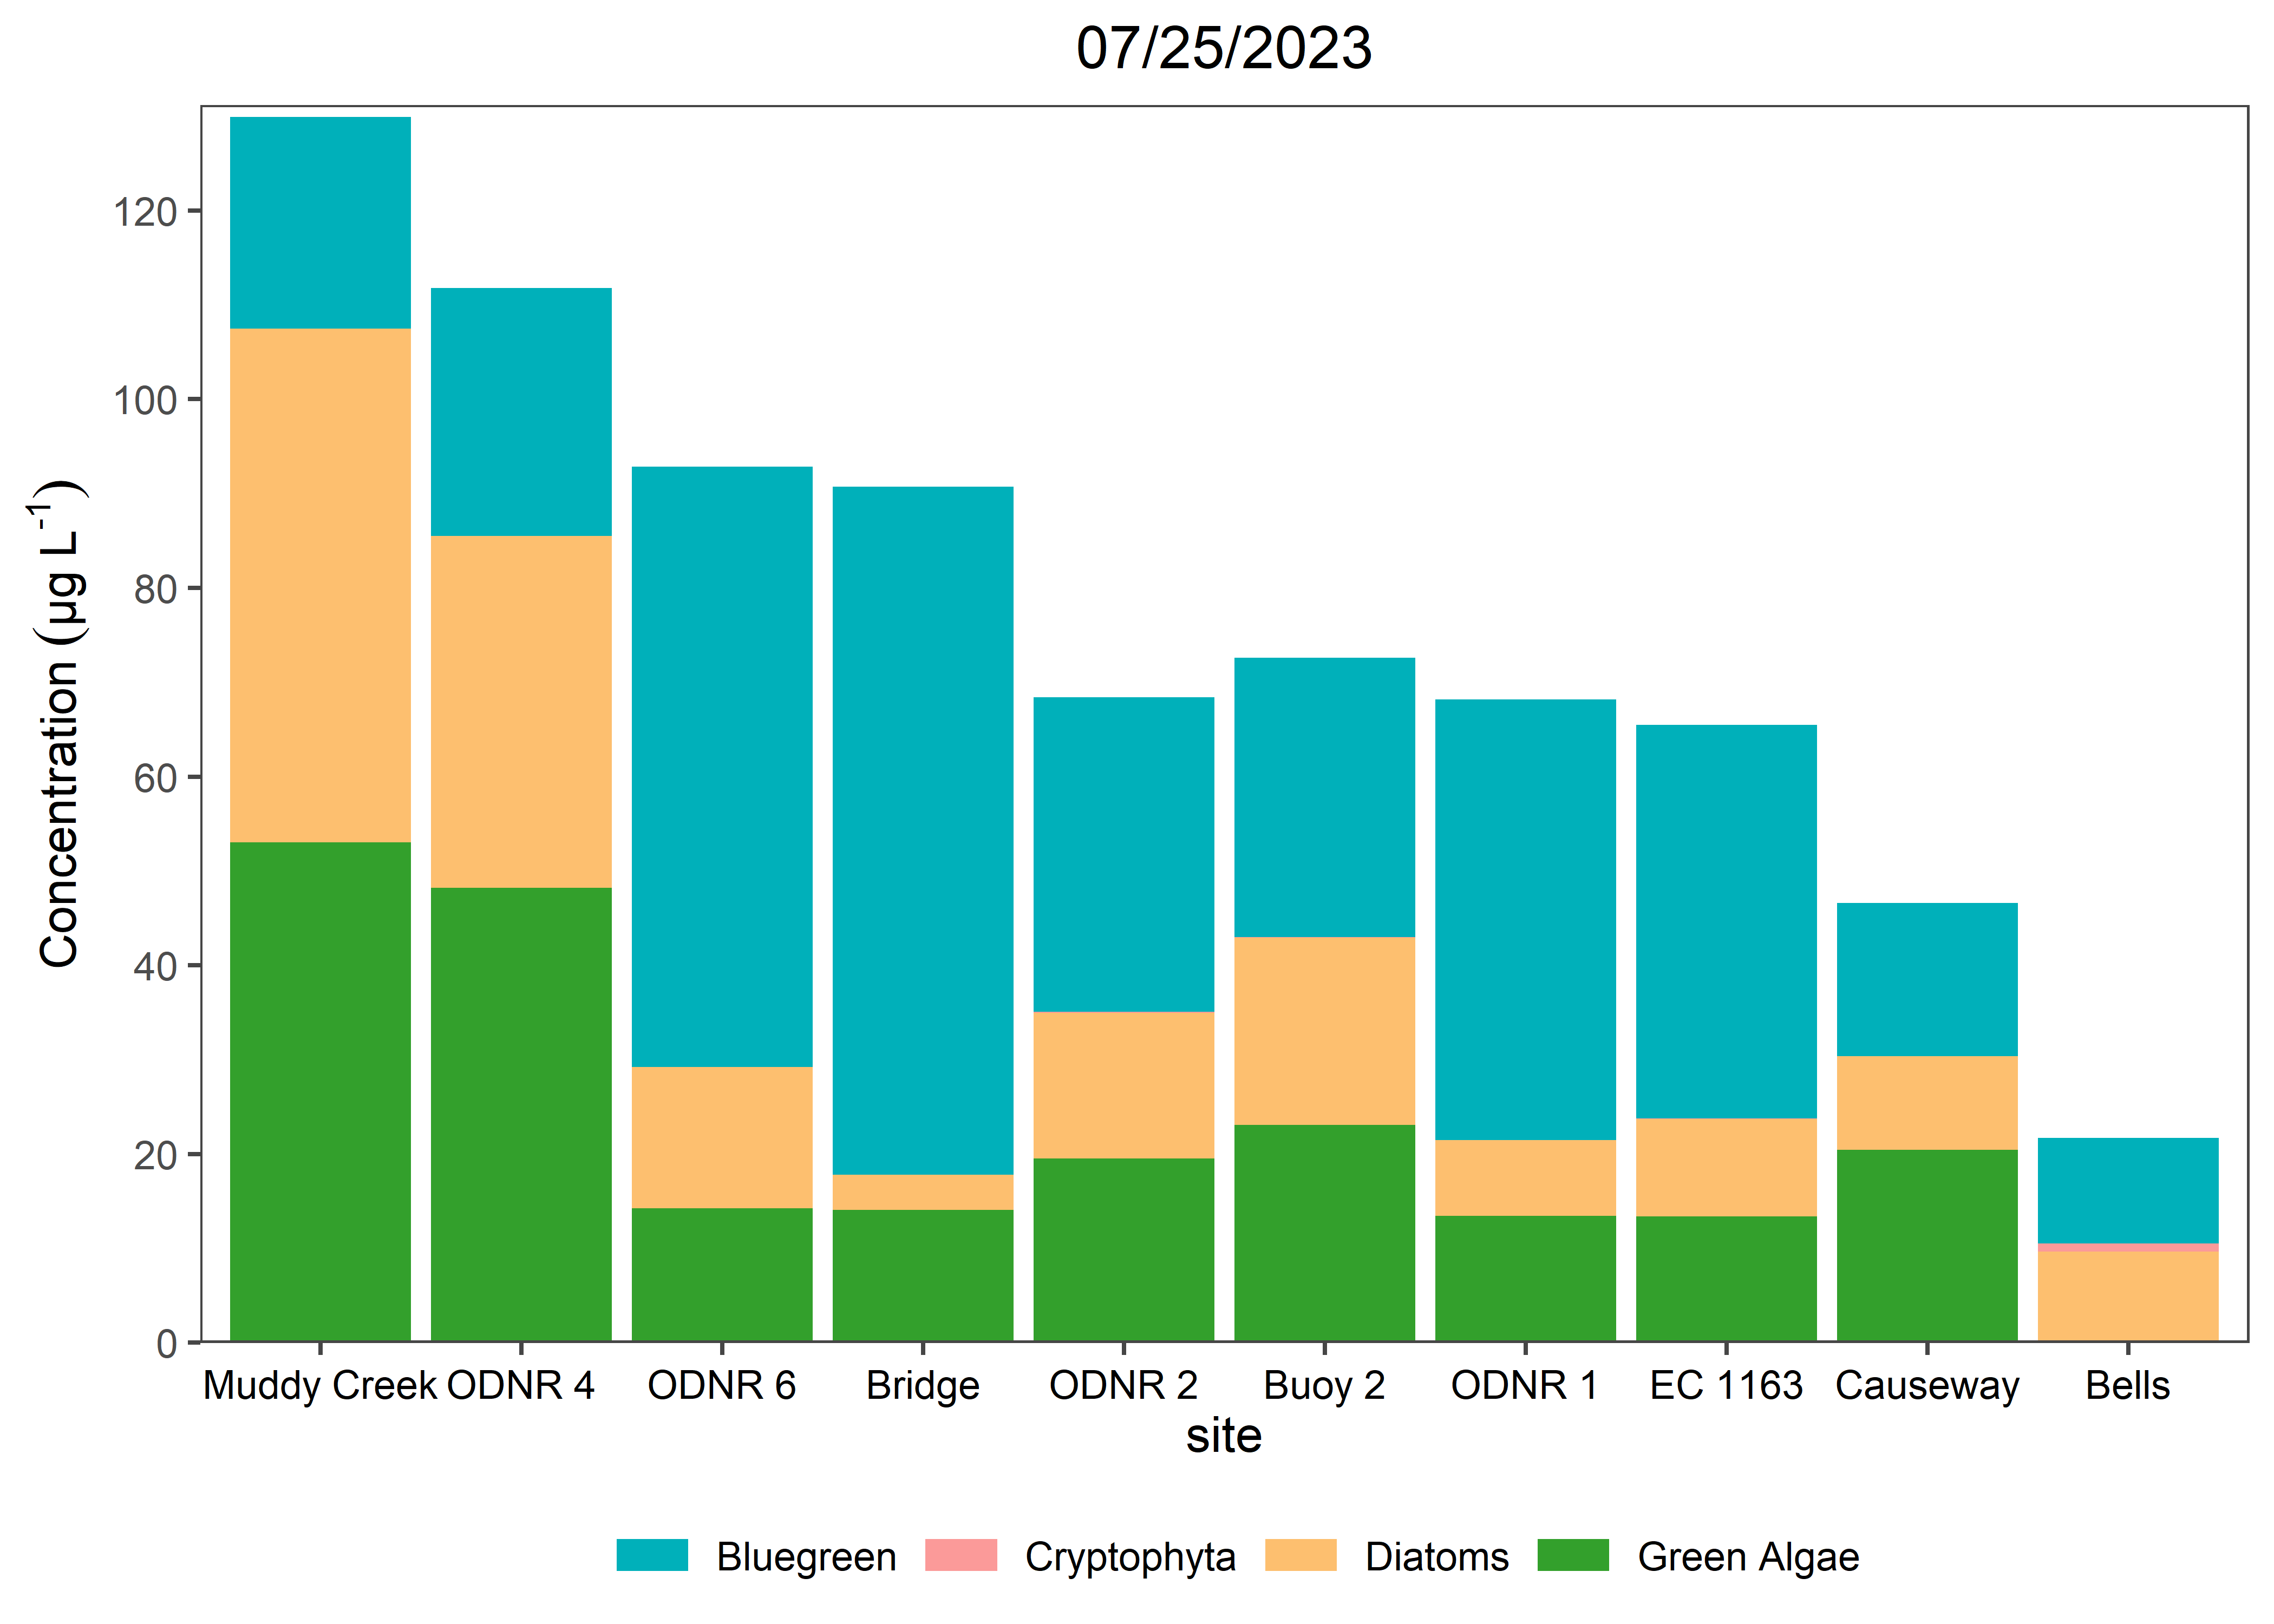 07/25/2023
Concentration (µg L⁻¹)
120
100
80
60
40
20
0
Muddy Creek ODNR 4 ODNR 6 Bridge ODNR 2 Buoy 2 ODNR 1 EC 1163 Causeway Bells
site
Bluegreen Cryptophyta Diatoms Green Algae